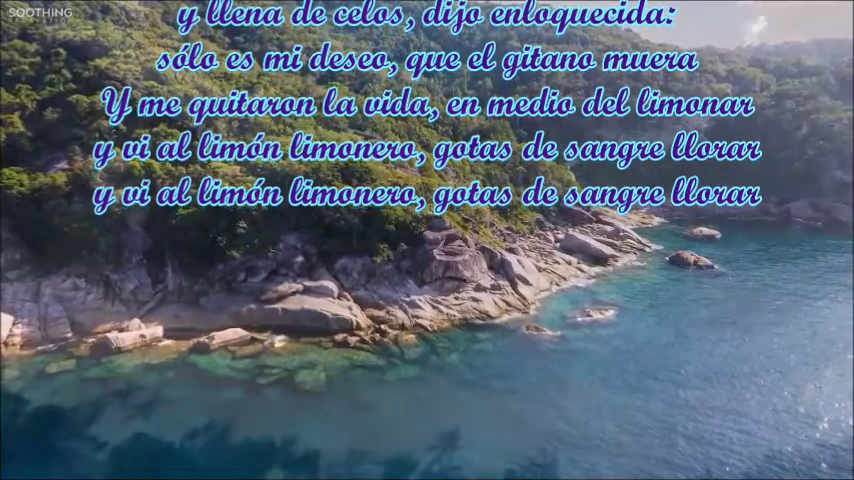 SOOTHING
y llena de celos, dijo enloquecida:
sólo es mi deseo, que el gitano muera
Y me quitaron la vida, en medio del limonar
y vi al limón limonero, gotas de sangre llorar
y vi al limón limonero, gotas de sangre llorar